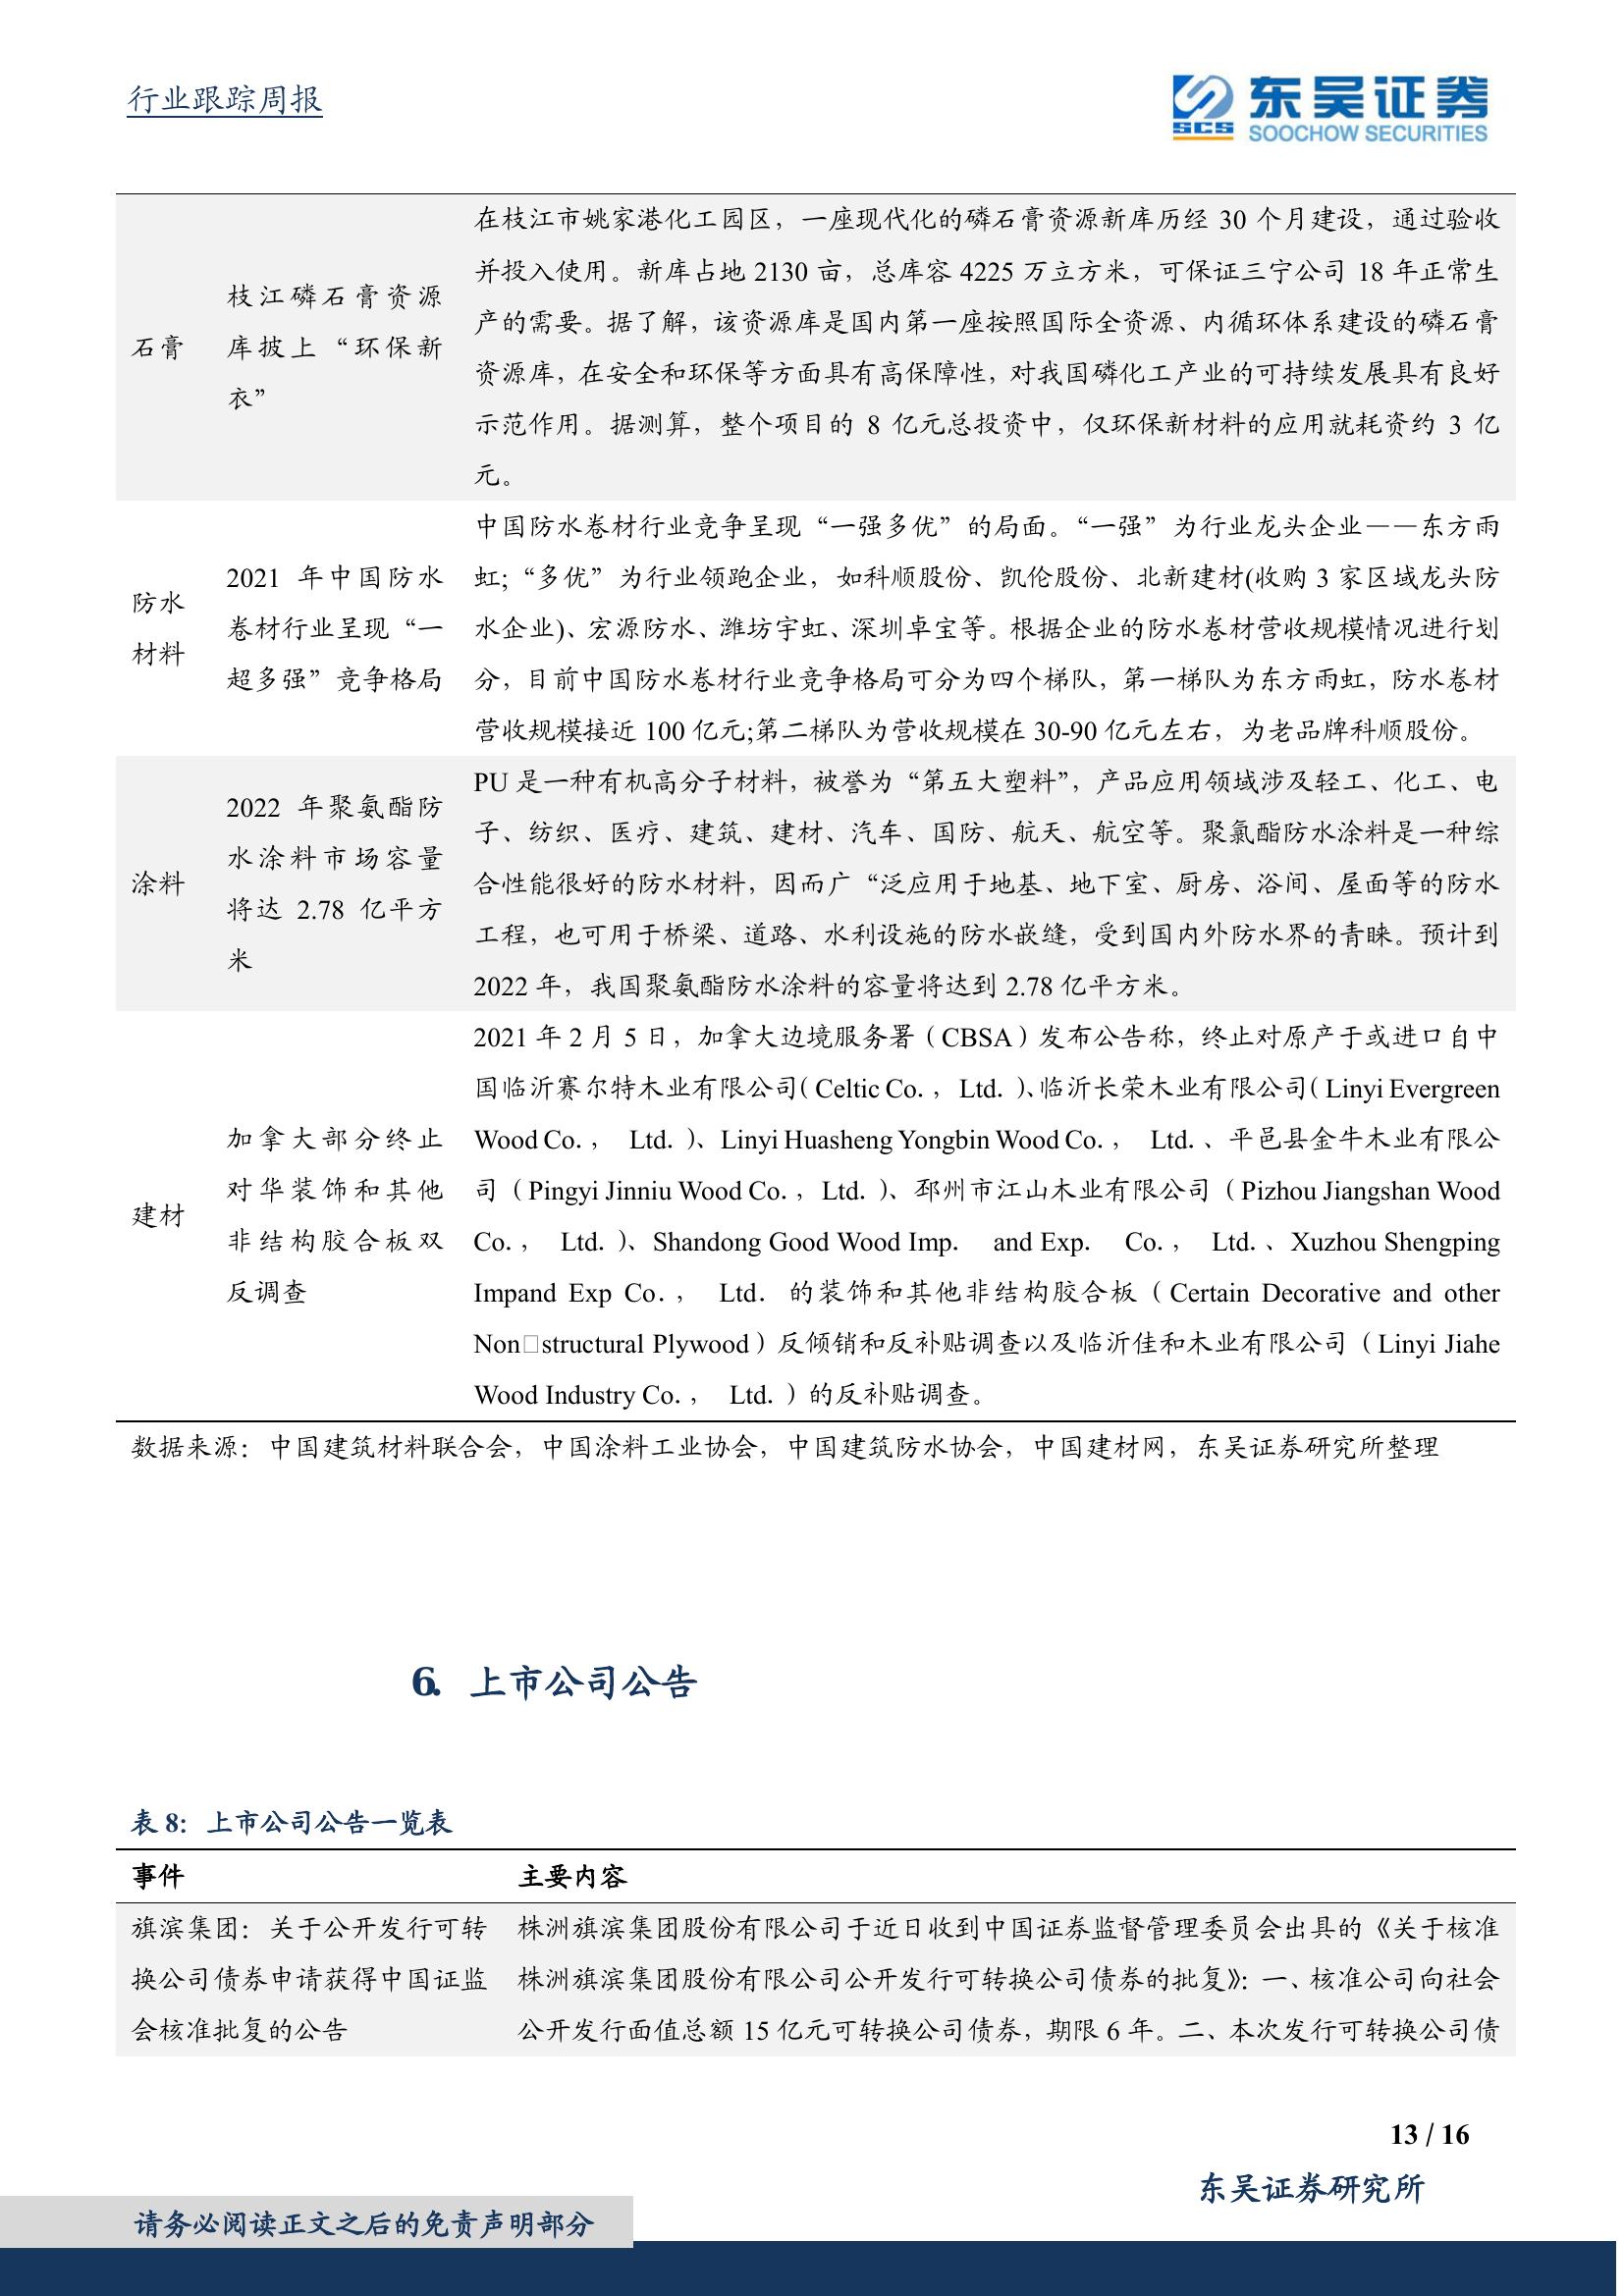 行业跟踪周报
SCS
东吴证券
SOOCHOW SECURITIES
石膏
枝江磷石膏资源
库披上“环保新
衣”
在枝江市姚家港化工园区，一座现代化的磷石膏资源新库历经 30 个月建设，通过验收
并投入使用。新库占地 2130 亩，总库容 4225 万立方米，可保证三宁公司 18 年正常生
产的需要。据了解，该资源库是国内第一座按照国际全资源、内循环体系建设的磷石膏
资源库，在安全和环保等方面具有高保障性，对我国磷化工产业的可持续发展具有良好
示范作用。据测算，整个项目的 8 亿元总投资中，仅环保新材料的应用就耗资约 3 亿
元。
防水
材料
2021 年中国防水
卷材行业呈现“一
超多强”竞争格局
中国防水卷材行业竞争呈现“一强多优”的局面。“一强”为行业龙头企业——东方雨
虹;“多优”为行业领跑企业，如科顺股份、凯伦股份、北新建材(收购 3 家区域龙头防
水企业)、宏源防水、潍坊宇虹、深圳卓宝等。根据企业的防水卷材营收规模情况进行划
分，目前中国防水卷材行业竞争格局可分为四个梯队，第一梯队为东方雨虹，防水卷材
营收规模接近 100 亿元;第二梯队为营收规模在 30-90 亿元左右，为老品牌科顺股份。
涂料
2022 年聚氨酯防
水涂料市场容量
将达 2.78 亿平方
米
PU 是一种有机高分子材料，被誉为“第五大塑料”，产品应用领域涉及轻工、化工、电
子、纺织、医疗、建筑、建材、汽车、国防、航天、航空等。聚氯酯防水涂料是一种综
合性能很好的防水材料，因而广“泛应用于地基、地下室、厨房、浴间、屋面等的防水
工程，也可用于桥梁、道路、水利设施的防水嵌缝，受到国内外防水界的青睐。预计到
2022 年，我国聚氨酯防水涂料的容量将达到 2.78 亿平方米。
建材
加拿大部分终止
对华装饰和其他
非结构胶合板双
反调查
2021 年 2 月 5 日，加拿大边境服务署（CBSA）发布公告称，终止对原产于或进口自中
国临沂赛尔特木业有限公司（Celtic Co.，Ltd.）、临沂长荣木业有限公司（Linyi Evergreen
Wood Co.， Ltd.）、Linyi Huasheng Yongbin Wood Co.， Ltd.、平邑县金牛木业有限公
司（Pingyi Jinniu Wood Co.，Ltd.）、邳州市江山木业有限公司（Pizhou Jiangshan Wood
Co.， Ltd.）、Shandong Good Wood Imp. and Exp. Co.， Ltd.、Xuzhou Shengping
Impand Exp Co.， Ltd. 的装饰和其他非结构胶合板（Certain Decorative and other
Non□structural Plywood）反倾销和反补贴调查以及临沂佳和木业有限公司（Linyi Jiahe
Wood Industry Co.， Ltd.）的反补贴调查。
数据来源：中国建筑材料联合会，中国涂料工业协会，中国建筑防水协会，中国建材网，东吴证券研究所整理
6. 上市公司公告
表 8：上市公司公告一览表
事件
主要内容
旗滨集团：关于公开发行可转
换公司债券申请获得中国证监
会核准批复的公告
株洲旗滨集团股份有限公司于近日收到中国证券监督管理委员会出具的《关于核准
株洲旗滨集团股份有限公司公开发行可转换公司债券的批复》：一、核准公司向社会
公开发行面值总额 15 亿元可转换公司债券，期限 6 年。二、本次发行可转换公司债
13 / 16
东吴证券研究所
请务必阅读正文之后的免责声明部分